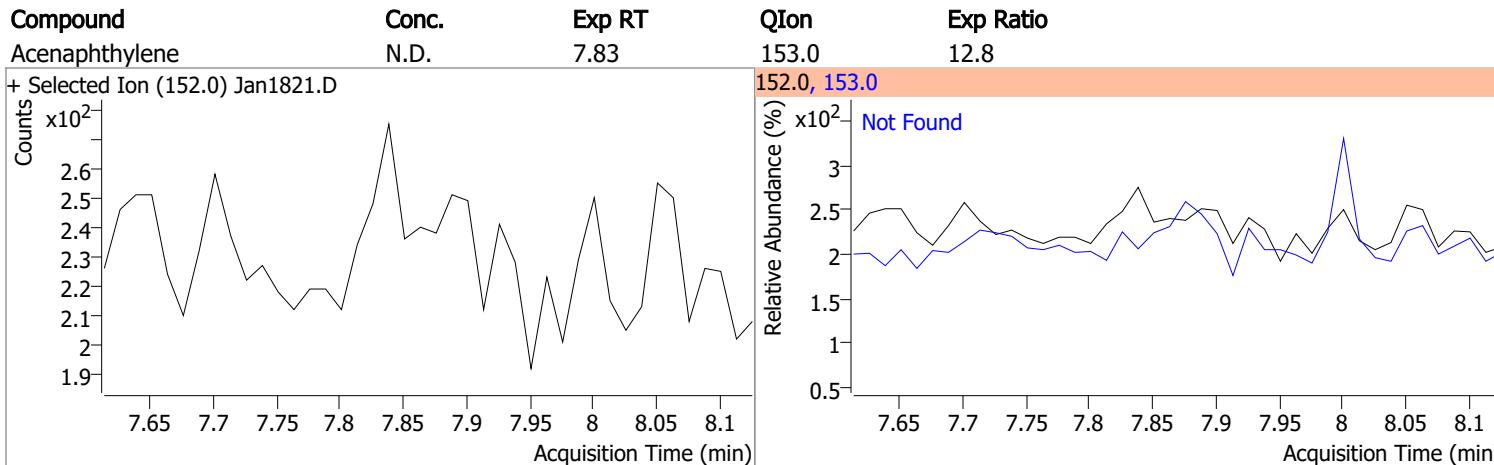 Compound Conc. Exp RT QIon Exp Ratio
Acenaphthylene N.D. 7.83 153.0 12.8
+ Selected Ion (152.0) Jan1821.D
152.0, 153.0
Counts
x10²
2.6
2.5
2.4
2.3
2.2
2.1
2
1.9
7.65 7.7 7.75 7.8 7.85 7.9 7.95 8 8.05 8.1
Acquisition Time (min)
Relative Abundance (%)
x10²
Not Found
3
2.5
2
1.5
1
0.5
7.65 7.7 7.75 7.8 7.85 7.9 7.95 8 8.05 8.1
Acquisition Time (min